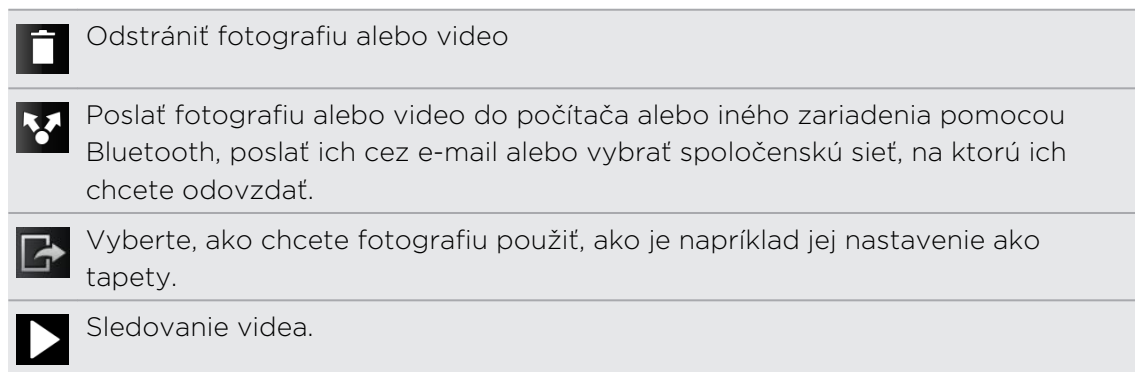 Odstrániť fotografiu alebo video
Poslať fotografiu alebo video do počítača alebo iného zariadenia pomocou
Bluetooth, poslať ich cez e-mail alebo vybrať spoločenskú sieť, na ktorú ich
chcete odovzdať.
Vyberte, ako chcete fotografiu použiť, ako je napríklad jej nastavenie ako
tapety.
Sledovanie videa.